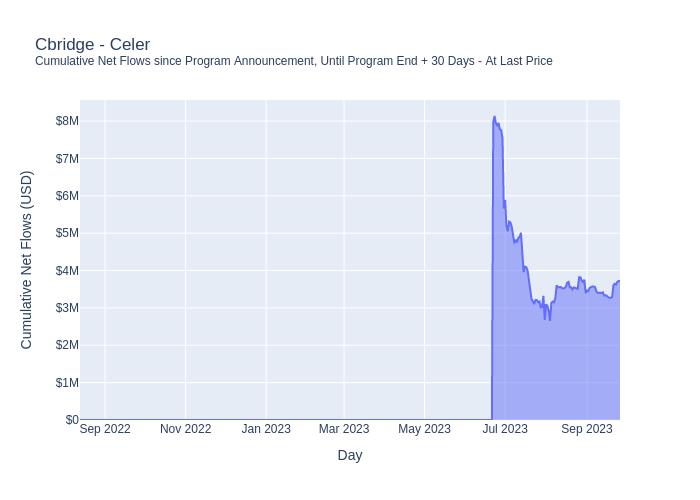 Cbridge - Celer
Cumulative Net Flows since Program Announcement, Until Program End + 30 Days - At Last Price
Cumulative Net Flows (USD)
$8M
$7M
$6M
$5M
$4M
$3M
$2M
$1M
$0
Sep 2022 Nov 2022 Jan 2023 Mar 2023 May 2023 Jul 2023 Sep 2023
Day